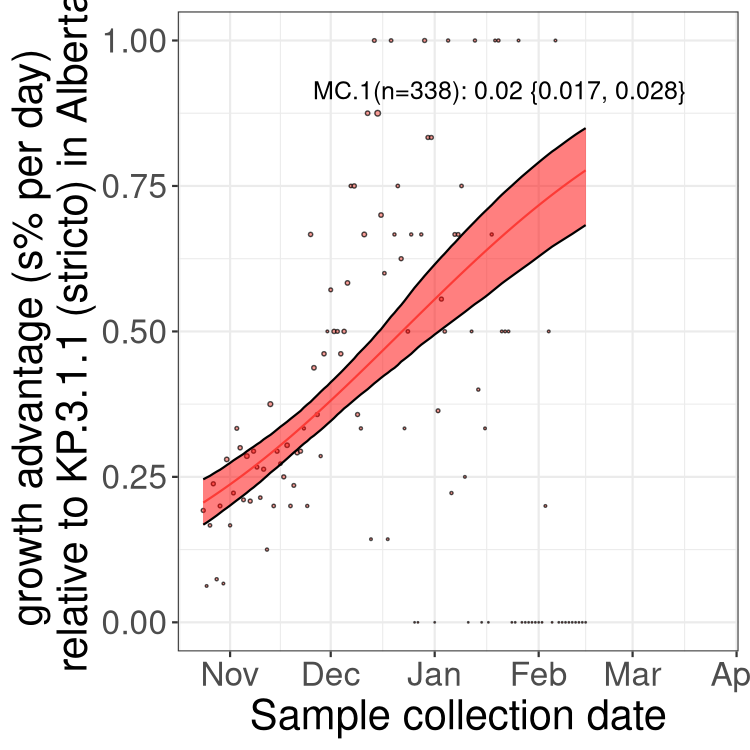 growth advantage (s% per day)
relative to KP.3.1.1 (stricto) in Alberta
1.00
0.75
0.50
0.25
0.00
MC.1(n=338): 0.02 {0.017, 0.028}
Nov Dec Jan Feb Mar Ap
Sample collection date